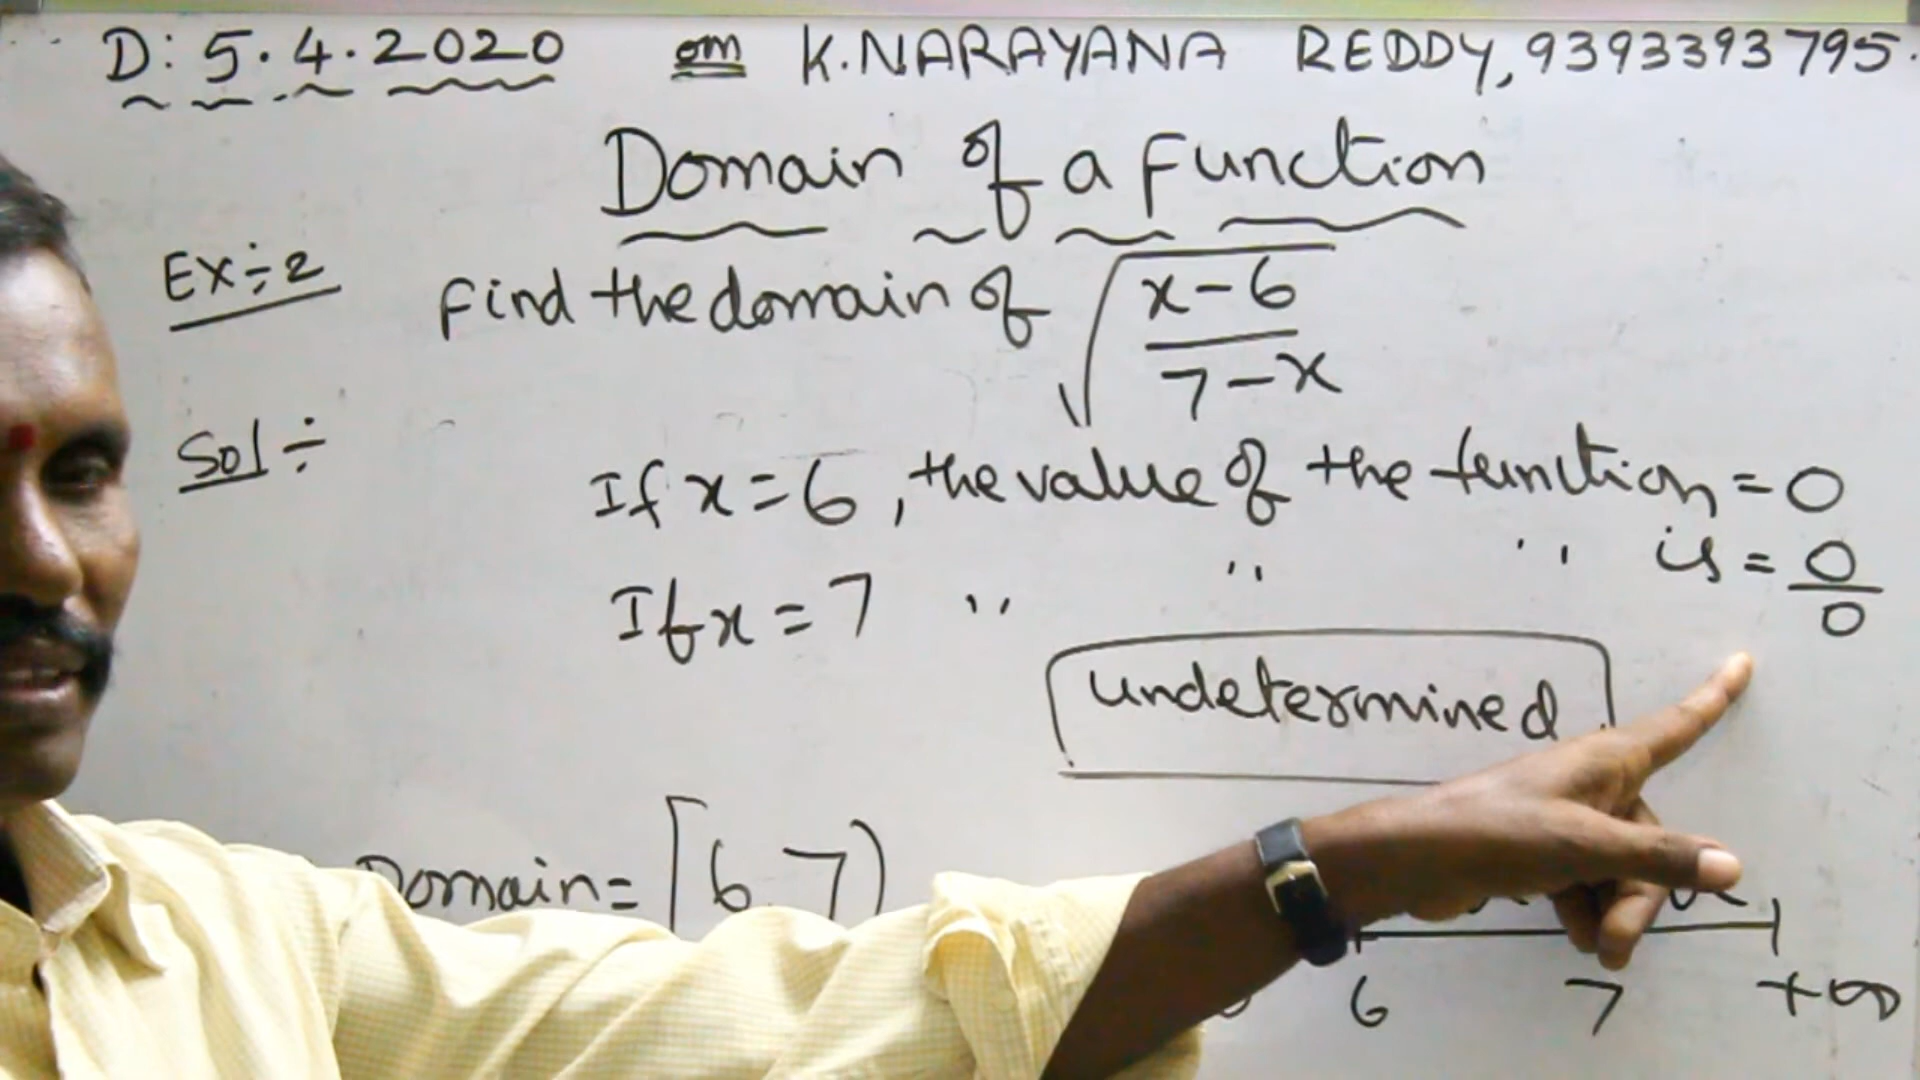 D: 5.4.2020 om K.NARAYANA REDDY, 9393393795.
Domain of a function
Ex÷2 Find the domain of √(x-6)/(7-x)
Sol÷
If x=6, the value of the function = 0
If x=7 " " " is = 0/0
undetermined
Domain= [6 7)
6 7 +∞